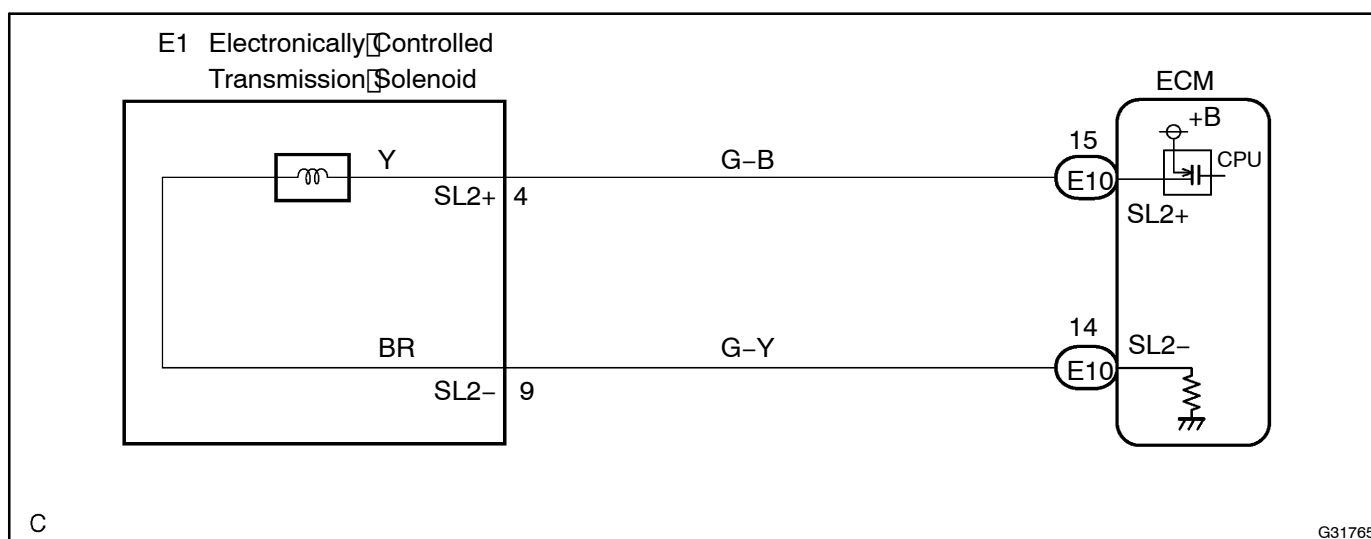 E1 Electronically Controlled
Transmission Solenoid
ECM
+B
15
Y
G−B
CPU
E10
SL2+
4
SL2+
14
BR
G−Y
SL2−
E10
SL2−
9
C
G31765